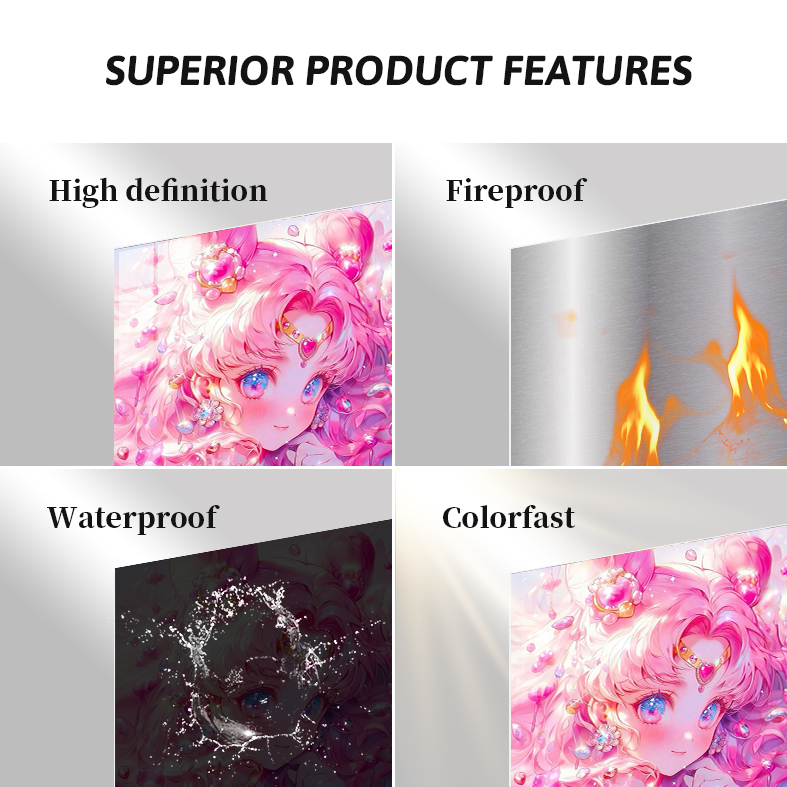 SUPERIOR PRODUCT FEATURES
High definition
Fireproof
Waterproof
Colorfast